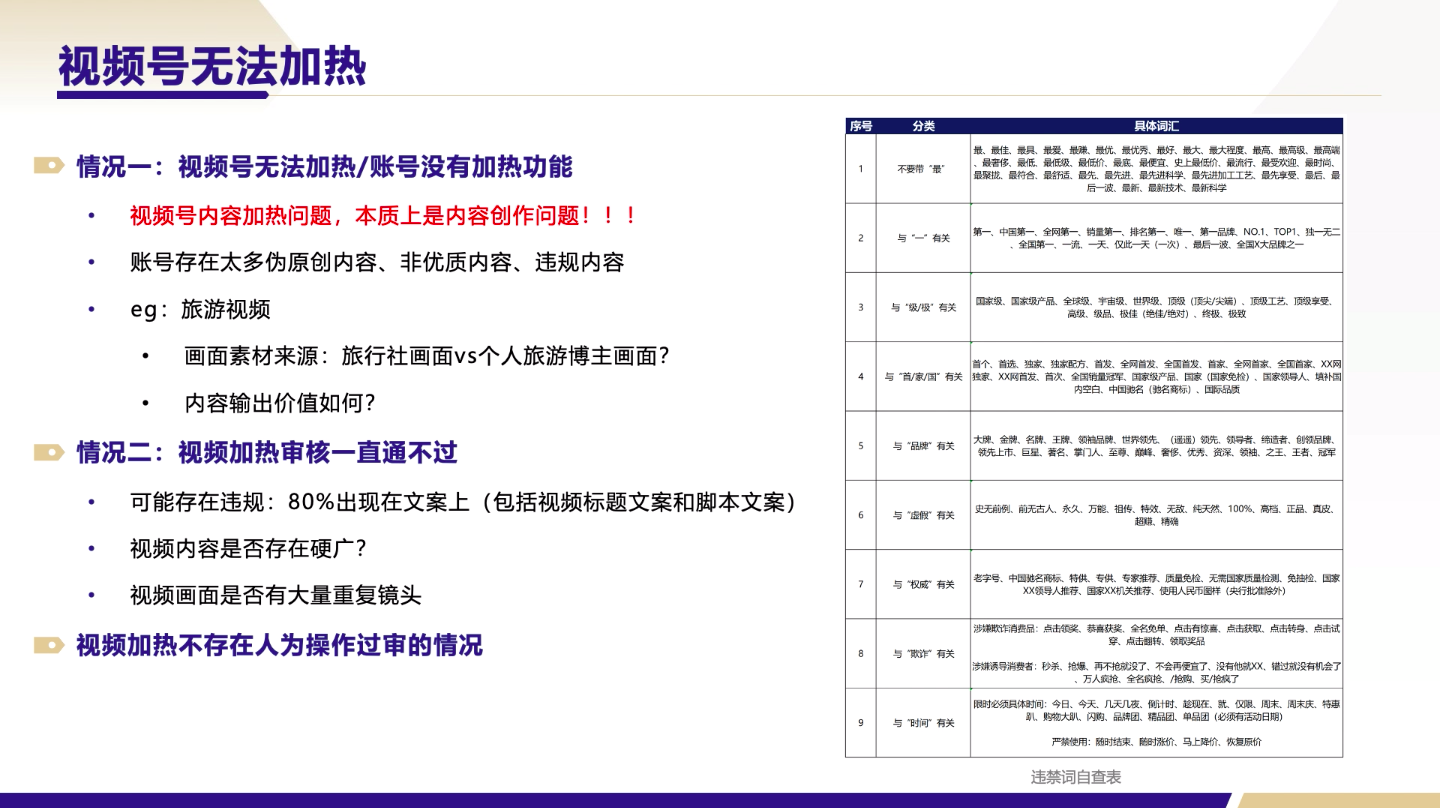 视频号无法加热
情况一：视频号无法加热/账号没有加热功能
• 视频号内容加热问题，本质上是内容创作问题！！！
• 账号存在太多伪原创内容、非优质内容、违规内容
• eg：旅游视频
• 画面素材来源：旅行社画面vs个人旅游博主画面？
• 内容输出价值如何？
情况二：视频加热审核一直通不过
• 可能存在违规：80%出现在文案上（包括视频标题文案和脚本文案）
• 视频内容是否存在硬广？
• 视频画面是否有大量重复镜头
视频加热不存在人为操作过审的情况
序号 分类 具体词汇
1 不要带“最”
最、最佳、最具、最爱、最赚、最优、最优秀、最好、最大、最大程度、最高、最高级、最高端
、最奢侈、最低、最低级、最低价、最底、最便宜、史上最低价、最流行、最受欢迎、最时尚、
最聚拢、最符合、最舒适、最先、最先进、最先进科学、最先进加工工艺、最先享受、最后、最
后一波、最新、最新技术、最新科学
2 与“一”有关
第一、中国第一、全网第一、销量第一、排名第一、唯一、第一品牌、NO.1、TOP1、独一无二
、全国第一、一流、一天、仅此一天（一次）、最后一波、全国X大品牌之一
3 与“级/极”有关
国家级、国家级产品、全球级、宇宙级、世界级、顶级（顶尖/尖端）、顶级工艺、顶级享受、
高级、级品、极佳（绝佳/绝对）、终极、极致
4 与“首/家/国”有关
首个、首选、独家、独家配方、首发、全网首发、全国首发、首家、全网首家、全国首家、XX网
独家、XX网首发、首次、全国销量冠军、国家级产品、国家（国家免检）、国家领导人、填补国
内空白、中国驰名（驰名商标）、国际品质
5 与“品牌”有关
大牌、金牌、名牌、王牌、领袖品牌、世界领先、（遥遥）领先、领导者、缔造者、创领品牌、
领先上市、巨星、著名、掌门人、至尊、巅峰、奢侈、优秀、资深、领袖、之王、王者、冠军
6 与“虚假”有关
史无前例、前无古人、永久、万能、祖传、特效、无敌、纯天然、100%、高档、正品、真皮、
超赚、精确
7 与“权威”有关
老字号、中国驰名商标、特供、专供、专家推荐、质量免检、无需国家质量检测、免抽检、国家
XX领导人推荐、国家XX机关推荐、使用人民币图样（央行批准除外）
8 与“欺诈”有关
涉嫌欺诈消费品：点击领奖、恭喜获奖、全名免单、点击有惊喜、点击获取、点击转身、点击试
穿、点击翻转、领取奖品
涉嫌诱导消费者：秒杀、抢爆、再不抢就没了、不会再便宜了、没有他就XX、错过就没有机会了
、万人疯抢、全名疯抢、/抢购、买/抢疯了
9 与“时间”有关
限时必须具体时间：今日、今天、几天几夜、倒计时、趁现在、就、仅限、周末、周末庆、特惠
趴、购物大趴、闪购、品牌团、精品团、单品团（必须有活动日期）
严禁使用：随时结束、随时涨价、马上降价、恢复原价
违禁词自查表